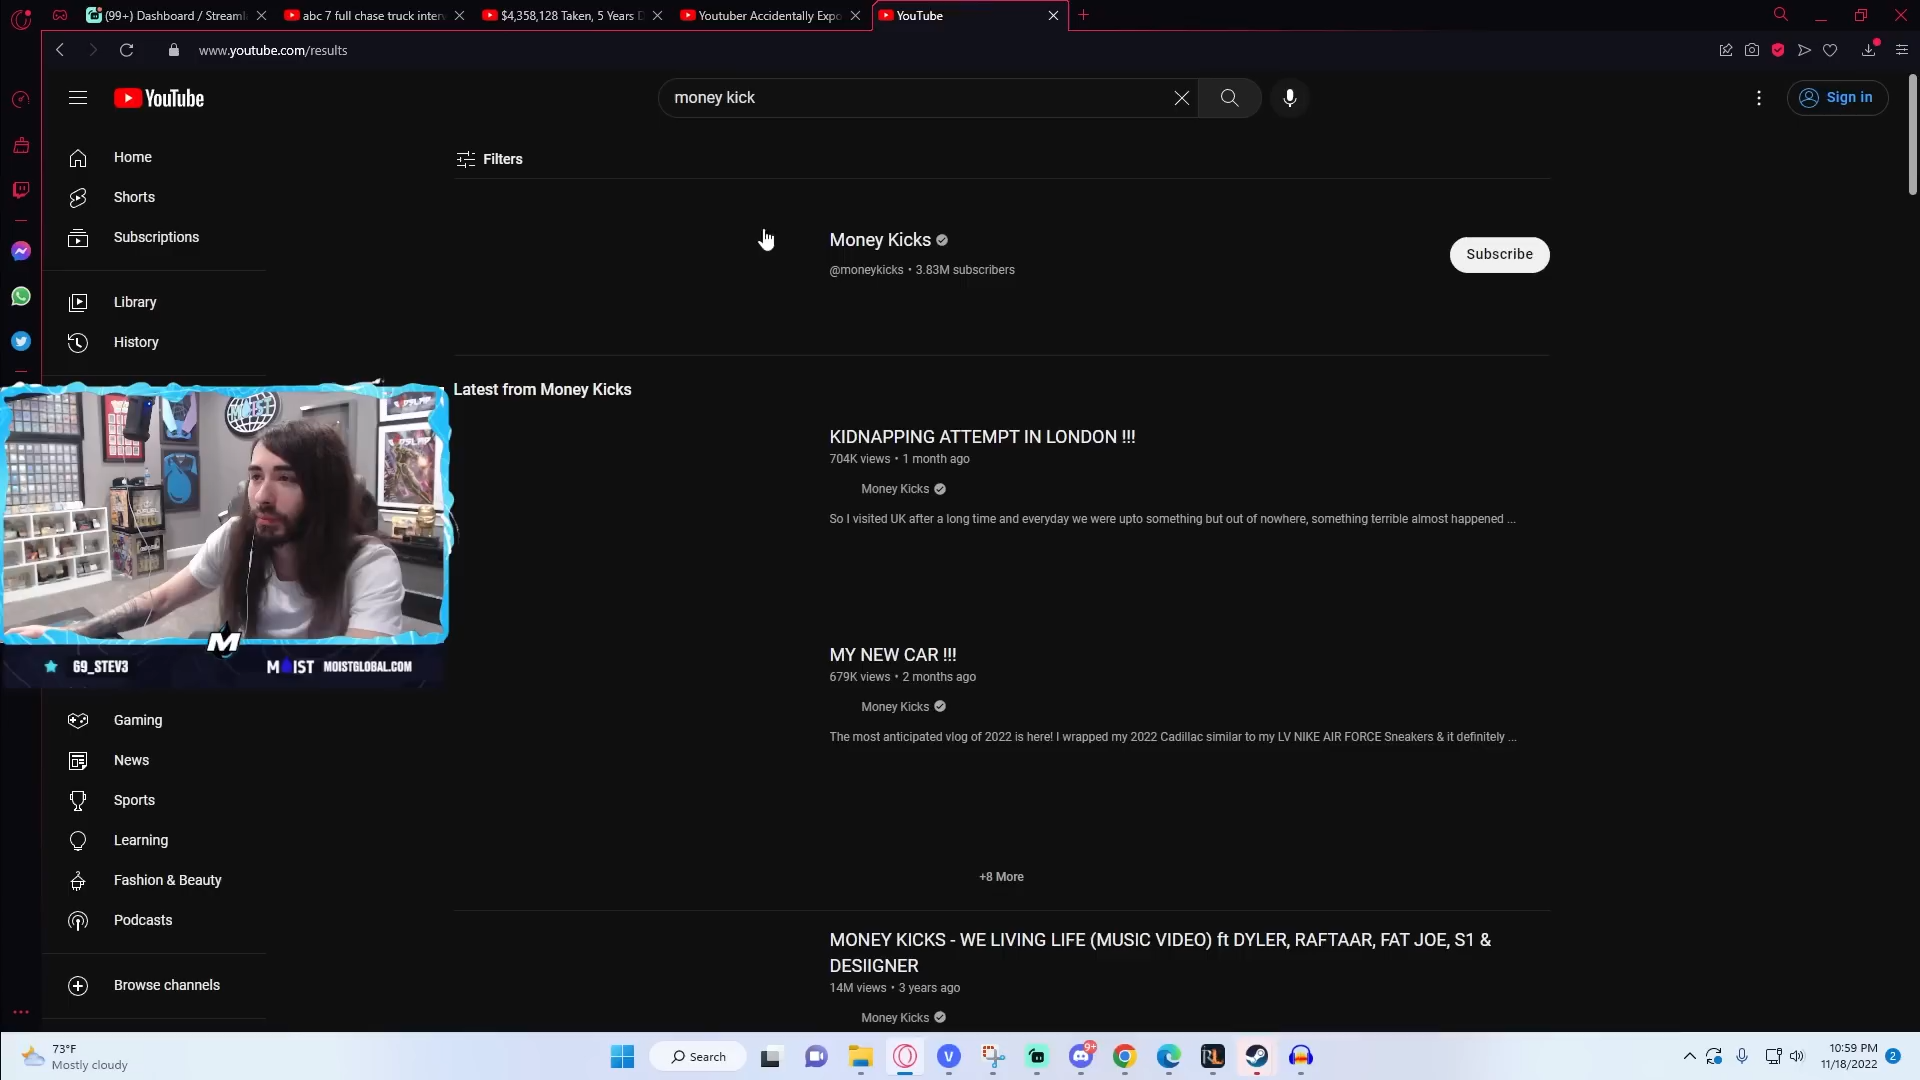 (99+) Dashboard / Streaml
abc 7 full chase truck interv
$4,358,128 Taken, 5 Years D
Youtuber Accidentally Expo
YouTube
www.youtube.com/results
YouTube
money kick
Sign in
Home
Shorts
Subscriptions
Library
History
Gaming
News
Sports
Learning
Fashion & Beauty
Podcasts
Browse channels
Filters
Money Kicks
@moneykicks • 3.83M subscribers
Subscribe
Latest from Money Kicks
KIDNAPPING ATTEMPT IN LONDON !!!
704K views • 1 month ago
Money Kicks
So I visited UK after a long time and everyday we were upto something but out of nowhere, something terrible almost happened ...
MY NEW CAR !!!
679K views • 2 months ago
Money Kicks
The most anticipated vlog of 2022 is here! I wrapped my 2022 Cadillac similar to my LV NIKE AIR FORCE Sneakers & it definitely ...
+8 More
MONEY KICKS - WE LIVING LIFE (MUSIC VIDEO) ft DYLER, RAFTAAR, FAT JOE, S1 &
DESIIGNER
14M views • 3 years ago
Money Kicks
MOIST
M
69_STEV3
MOIST MOISTGLOBAL.COM
73°F
Mostly cloudy
Search
V
9+
RL
10:59 PM
11/18/2022
2